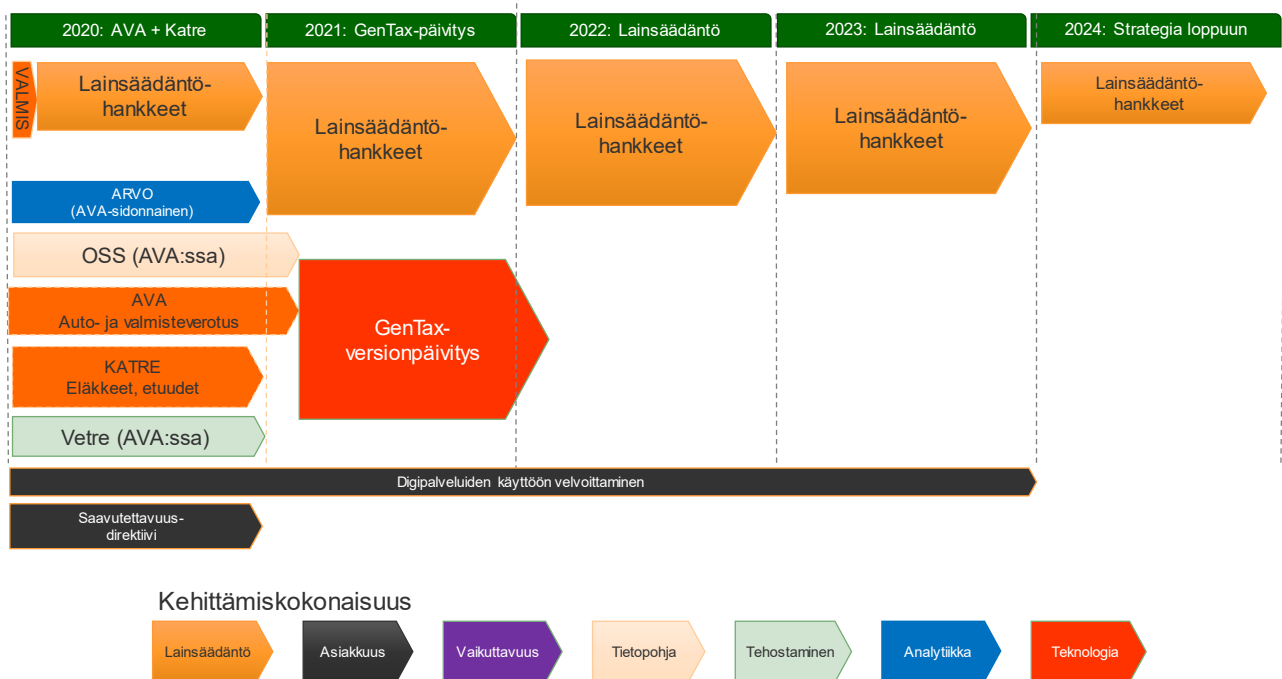 2020: AVA + Katre
2021: GenTax-päivitys
2022: Lainsäädäntö
2023: Lainsäädäntö
2024: Strategia loppuun
VALMIS
Lainsäädäntö-
hankkeet
Lainsäädäntö-
hankkeet
Lainsäädäntö-
hankkeet
Lainsäädäntö-
hankkeet
Lainsäädäntö-
hankkeet
ARVO
(AVA-sidonnainen)
OSS (AVA:ssa)
AVA
Auto- ja valmisteverotus
GenTax-
versionpäivitys
KATRE
Eläkkeet, etuudet
Vetre (AVA:ssa)
Digipalveluiden käyttöön velvoittaminen
Saavutettavuus-
direktiivi
Kehittämiskokonaisuus
Lainsäädäntö
Asiakkuus
Vaikuttavuus
Tietopohja
Tehostaminen
Analytiikka
Teknologia